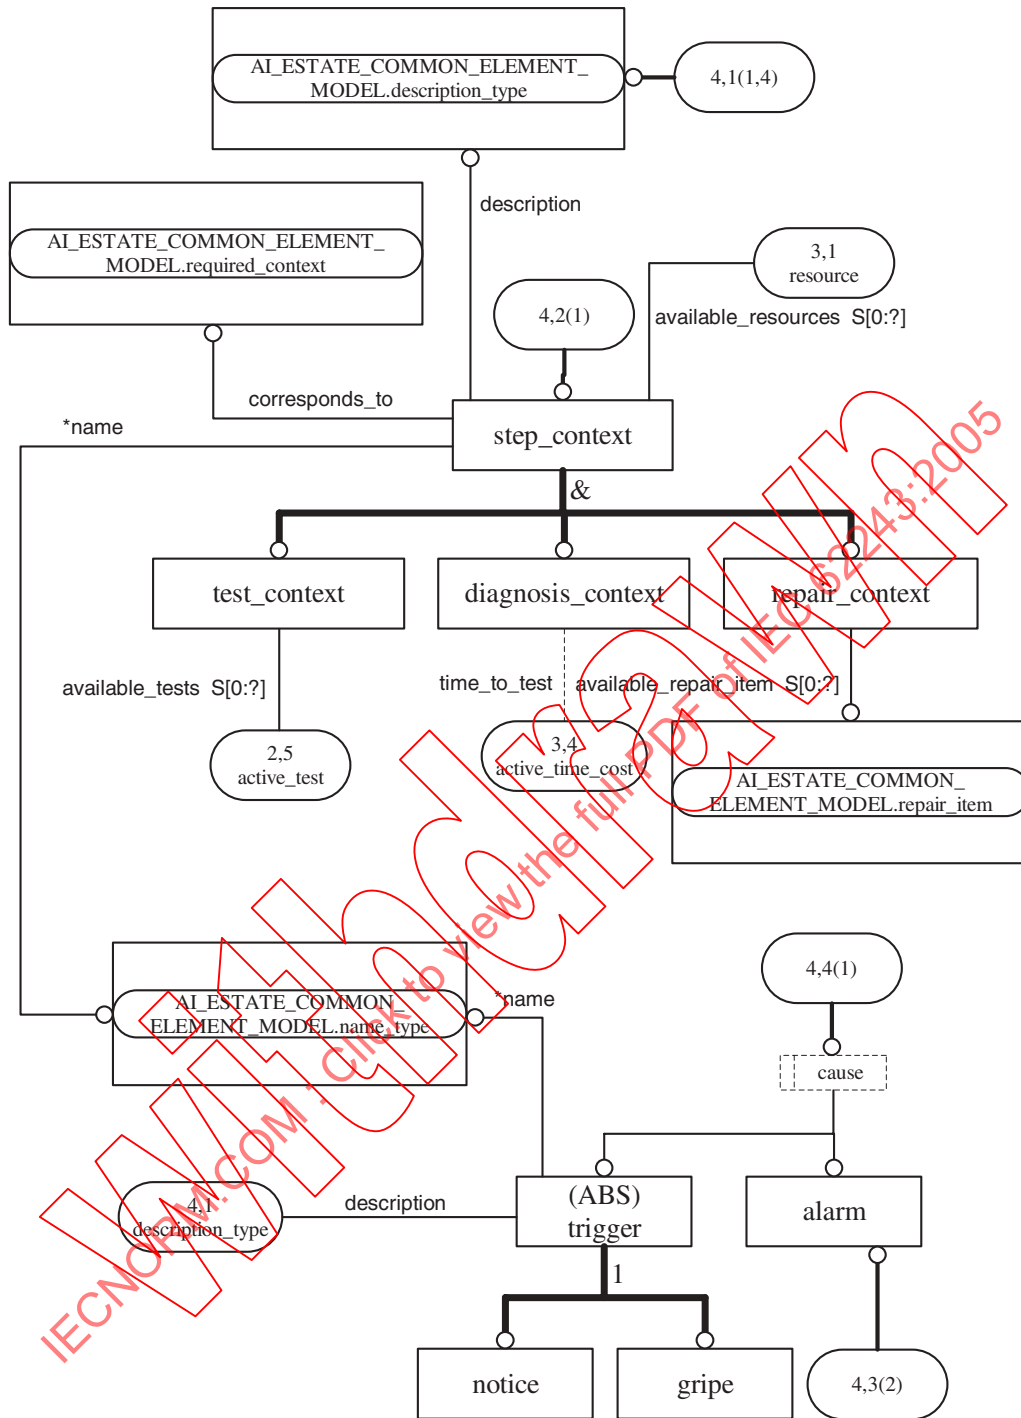 AI_ESTATE_COMMON_ELEMENT_
MODEL.description_type
4,1(1,4)
description
AI_ESTATE_COMMON_ELEMENT_
MODEL.required_context
3,1
resource
4,2(1)
available_resources S[0:?]
corresponds_to
*name
step_context
&
test_context
diagnosis_context
repair_context
available_tests S[0:?]
time_to_test
available_repair_item S[0:?]
2,5
active_test
3,4
active_time_cost
AI_ESTATE_COMMON_
ELEMENT_MODEL.repair_item
AI_ESTATE_COMMON_
ELEMENT_MODEL.name_type
*name
4,4(1)
cause
4,1
description_type
description
(ABS)
trigger
alarm
1
notice
gripe
4,3(2)
Withdrawn
IECNORM.COM : Click to view the full PDF of IEC 62243:2005